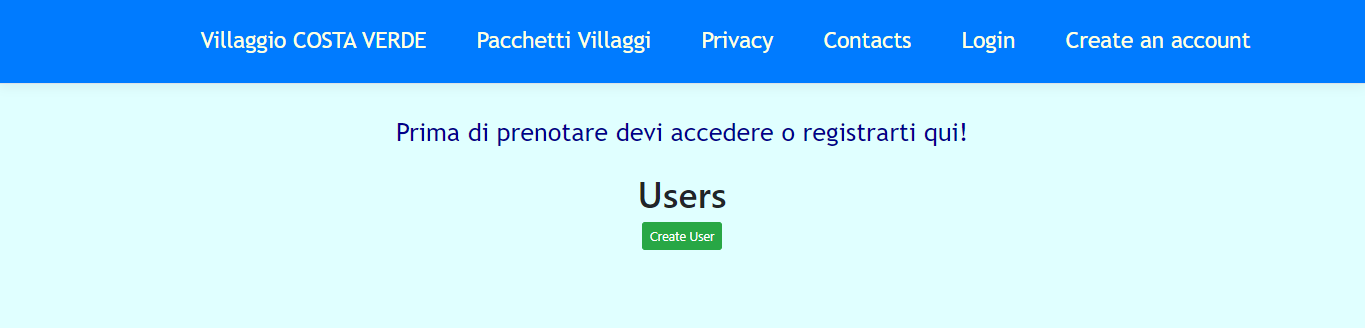 Villaggio COSTA VERDE Pacchetti Villaggi Privacy Contacts Login Create an account
Prima di prenotare devi accedere o registrarti qui!
Users
Create User